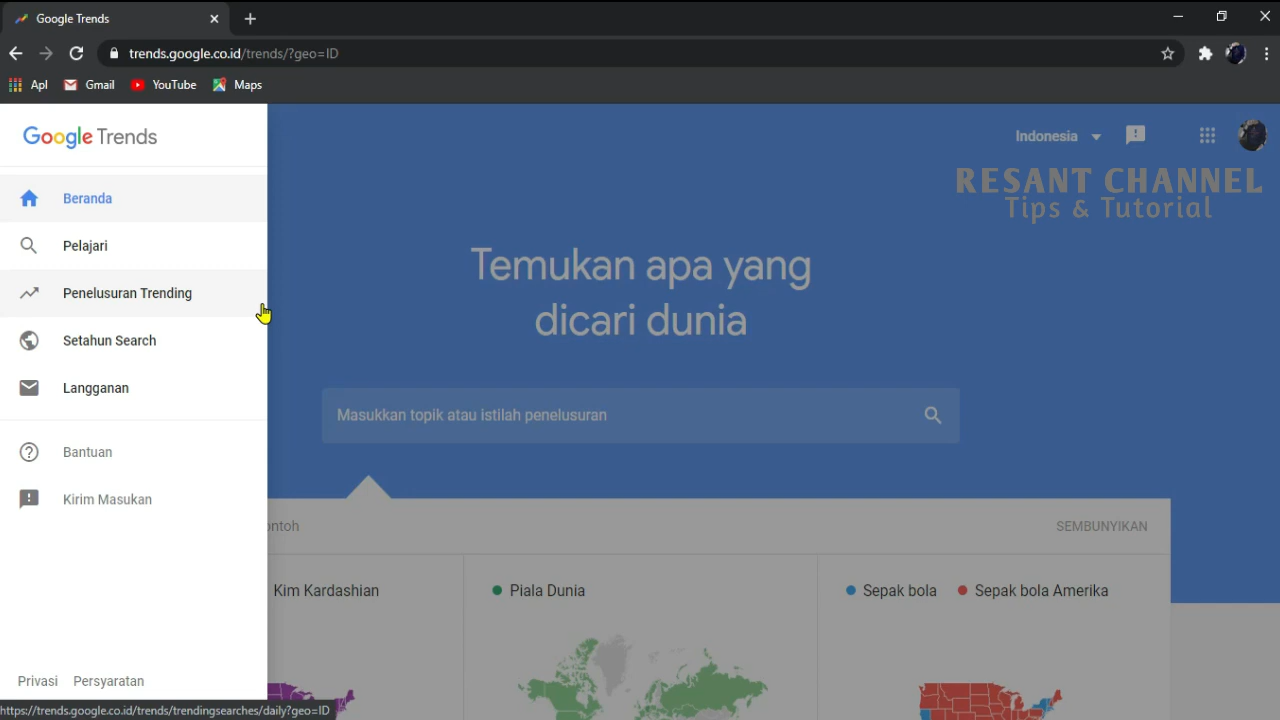 Google Trends
trends.google.co.id/trends/?geo=ID
Apl Gmail YouTube Maps
Google Trends
Indonesia
RESANT CHANNEL
Tips & Tutorial
Beranda
Pelajari
Penelusuran Trending
Setahun Search
Langganan
Bantuan
Kirim Masukan
Temukan apa yang
dicari dunia
Masukkan topik atau istilah penelusuran
ontoh SEMBUNYIKAN
Kim Kardashian Piala Dunia Sepak bola Sepak bola Amerika
Privasi Persyaratan
https://trends.google.co.id/trends/trendingsearches/daily?geo=ID